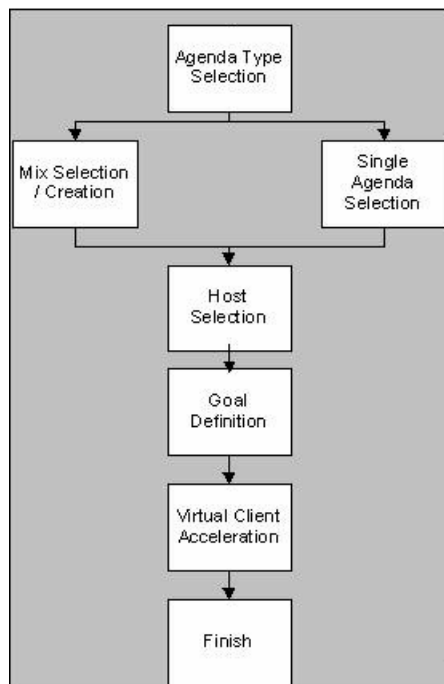 Agenda Type
Selection
Mix Selection
/ Creation
Single
Agenda
Selection
Host
Selection
Goal
Definition
Virtual Client
Acceleration
Finish